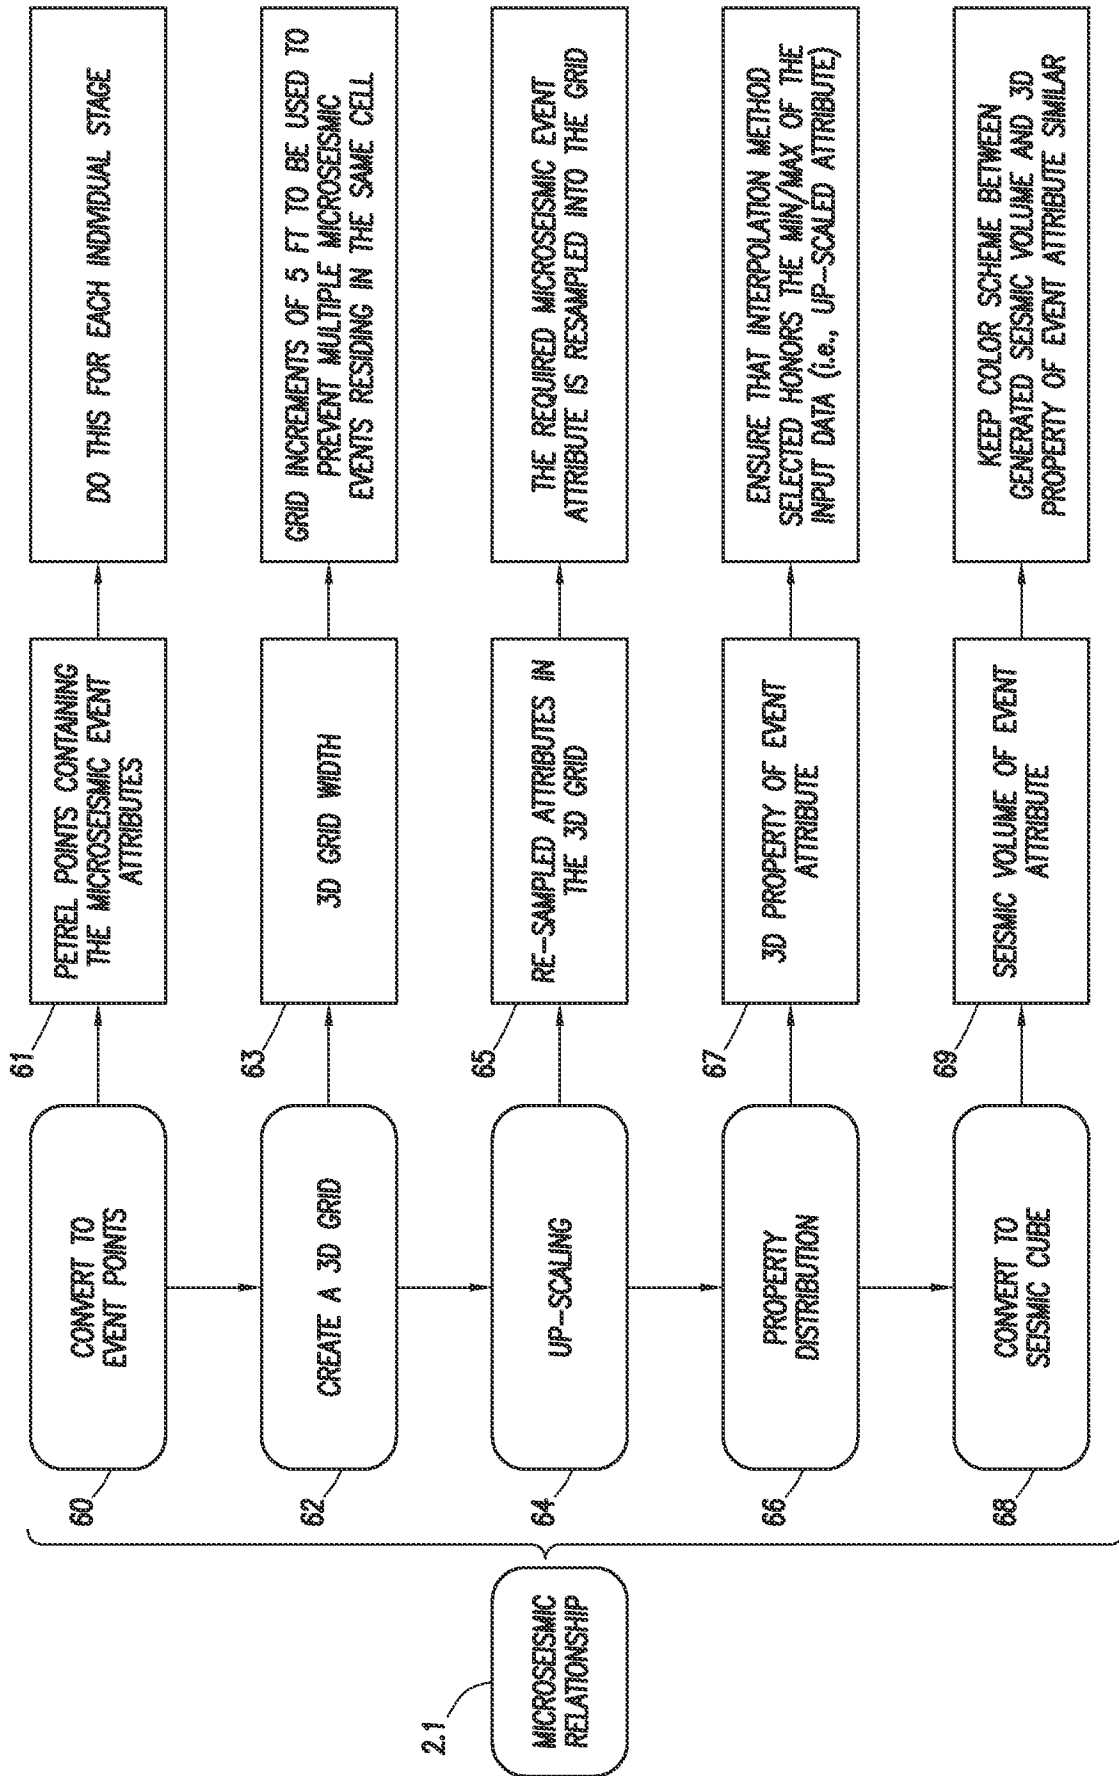 2.1
MICROSEISMIC
RELATIONSHIP
60
CONVERT TO
EVENT POINTS
61
PETREL POINTS CONTAINING
THE MICROSEISMIC EVENT
ATTRIBUTES
DO THIS FOR EACH INDIVIDUAL STAGE
62
CREATE A 3D GRID
63
3D GRID WIDTH
GRID INCREMENTS OF 5 FT TO BE USED TO
PREVENT MULTIPLE MICROSEISMIC
EVENTS RESIDING IN THE SAME CELL
64
UP-SCALING
65
RE-SAMPLED ATTRIBUTES IN
THE 3D GRID
THE REQUIRED MICROSEISMIC EVENT
ATTRIBUTE IS RESAMPLED INTO THE GRID
66
PROPERTY
DISTRIBUTION
67
3D PROPERTY OF EVENT
ATTRIBUTE
ENSURE THAT INTERPOLATION METHOD
SELECTED HONORS THE MIN/MAX OF THE
INPUT DATA (i.e., UP-SCALED ATTRIBUTE)
68
CONVERT TO
SEISMIC CUBE
69
SEISMIC VOLUME OF EVENT
ATTRIBUTE
KEEP COLOR SCHEME BETWEEN
GENERATED SEISMIC VOLUME AND 3D
PROPERTY OF EVENT ATTRIBUTE SIMILAR